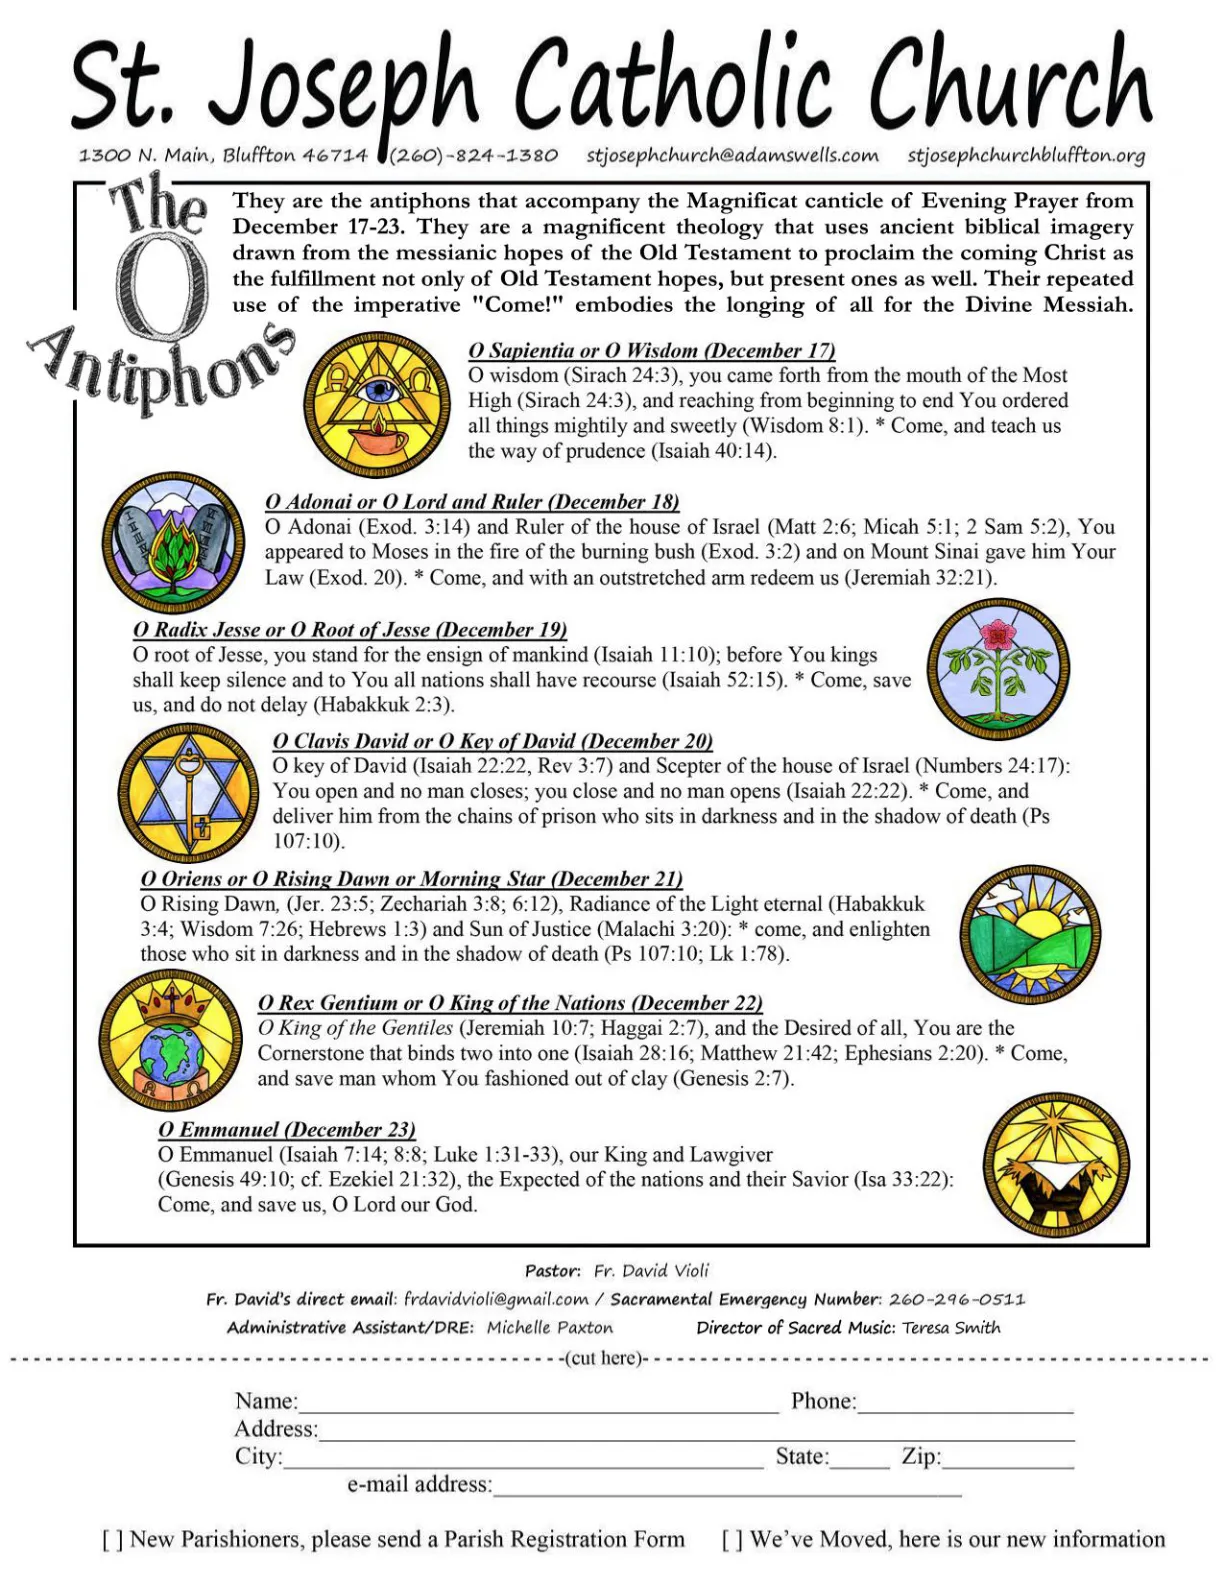 St. Joseph Catholic Church
1300 N. Main, Bluffton 46714 (260)-824-1380 stjosephchurch@adamswells.com stjosephchurchbluffton.org
The
O
Antiphons
They are the antiphons that accompany the Magnificat canticle of Evening Prayer from
December 17-23. They are a magnificent theology that uses ancient biblical imagery
drawn from the messianic hopes of the Old Testament to proclaim the coming Christ as
the fulfillment not only of Old Testament hopes, but present ones as well. Their repeated
use of the imperative "Come!" embodies the longing of all for the Divine Messiah.
O Sapientia or O Wisdom (December 17)
O wisdom (Sirach 24:3), you came forth from the mouth of the Most
High (Sirach 24:3), and reaching from beginning to end You ordered
all things mightily and sweetly (Wisdom 8:1). * Come, and teach us
the way of prudence (Isaiah 40:14).
O Adonai or O Lord and Ruler (December 18)
O Adonai (Exod. 3:14) and Ruler of the house of Israel (Matt 2:6; Micah 5:1; 2 Sam 5:2), You
appeared to Moses in the fire of the burning bush (Exod. 3:2) and on Mount Sinai gave him Your
Law (Exod. 20). * Come, and with an outstretched arm redeem us (Jeremiah 32:21).
O Radix Jesse or O Root of Jesse (December 19)
O root of Jesse, you stand for the ensign of mankind (Isaiah 11:10); before You kings
shall keep silence and to You all nations shall have recourse (Isaiah 52:15). * Come, save
us, and do not delay (Habakkuk 2:3).
O Clavis David or O Key of David (December 20)
O key of David (Isaiah 22:22, Rev 3:7) and Scepter of the house of Israel (Numbers 24:17):
You open and no man closes; you close and no man opens (Isaiah 22:22). * Come, and
deliver him from the chains of prison who sits in darkness and in the shadow of death (Ps
107:10).
O Oriens or O Rising Dawn or Morning Star (December 21)
O Rising Dawn, (Jer. 23:5; Zechariah 3:8; 6:12), Radiance of the Light eternal (Habakkuk
3:4; Wisdom 7:26; Hebrews 1:3) and Sun of Justice (Malachi 3:20): * come, and enlighten
those who sit in darkness and in the shadow of death (Ps 107:10; Lk 1:78).
O Rex Gentium or O King of the Nations (December 22)
O King of the Gentiles (Jeremiah 10:7; Haggai 2:7), and the Desired of all, You are the
Cornerstone that binds two into one (Isaiah 28:16; Matthew 21:42; Ephesians 2:20). * Come,
and save man whom You fashioned out of clay (Genesis 2:7).
Α Ω
O Emmanuel (December 23)
O Emmanuel (Isaiah 7:14; 8:8; Luke 1:31-33), our King and Lawgiver
(Genesis 49:10; cf. Ezekiel 21:32), the Expected of the nations and their Savior (Isa 33:22):
Come, and save us, O Lord our God.
Pastor: Fr. David Violi
Fr. David's direct email: frdavidvioli@gmail.com / Sacramental Emergency Number: 260-296-0511
Administrative Assistant/DRE: Michelle Paxton Director of Sacred Music: Teresa Smith
(cut here)
Name: Phone:
Address:
City: State: Zip:
e-mail address:
[ ] New Parishioners, please send a Parish Registration Form [ ] We've Moved, here is our new information